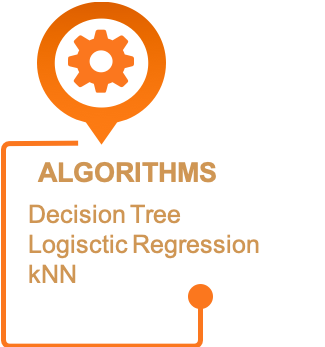 ALGORITHMS
Decision Tree
Logisctic Regression
kNN